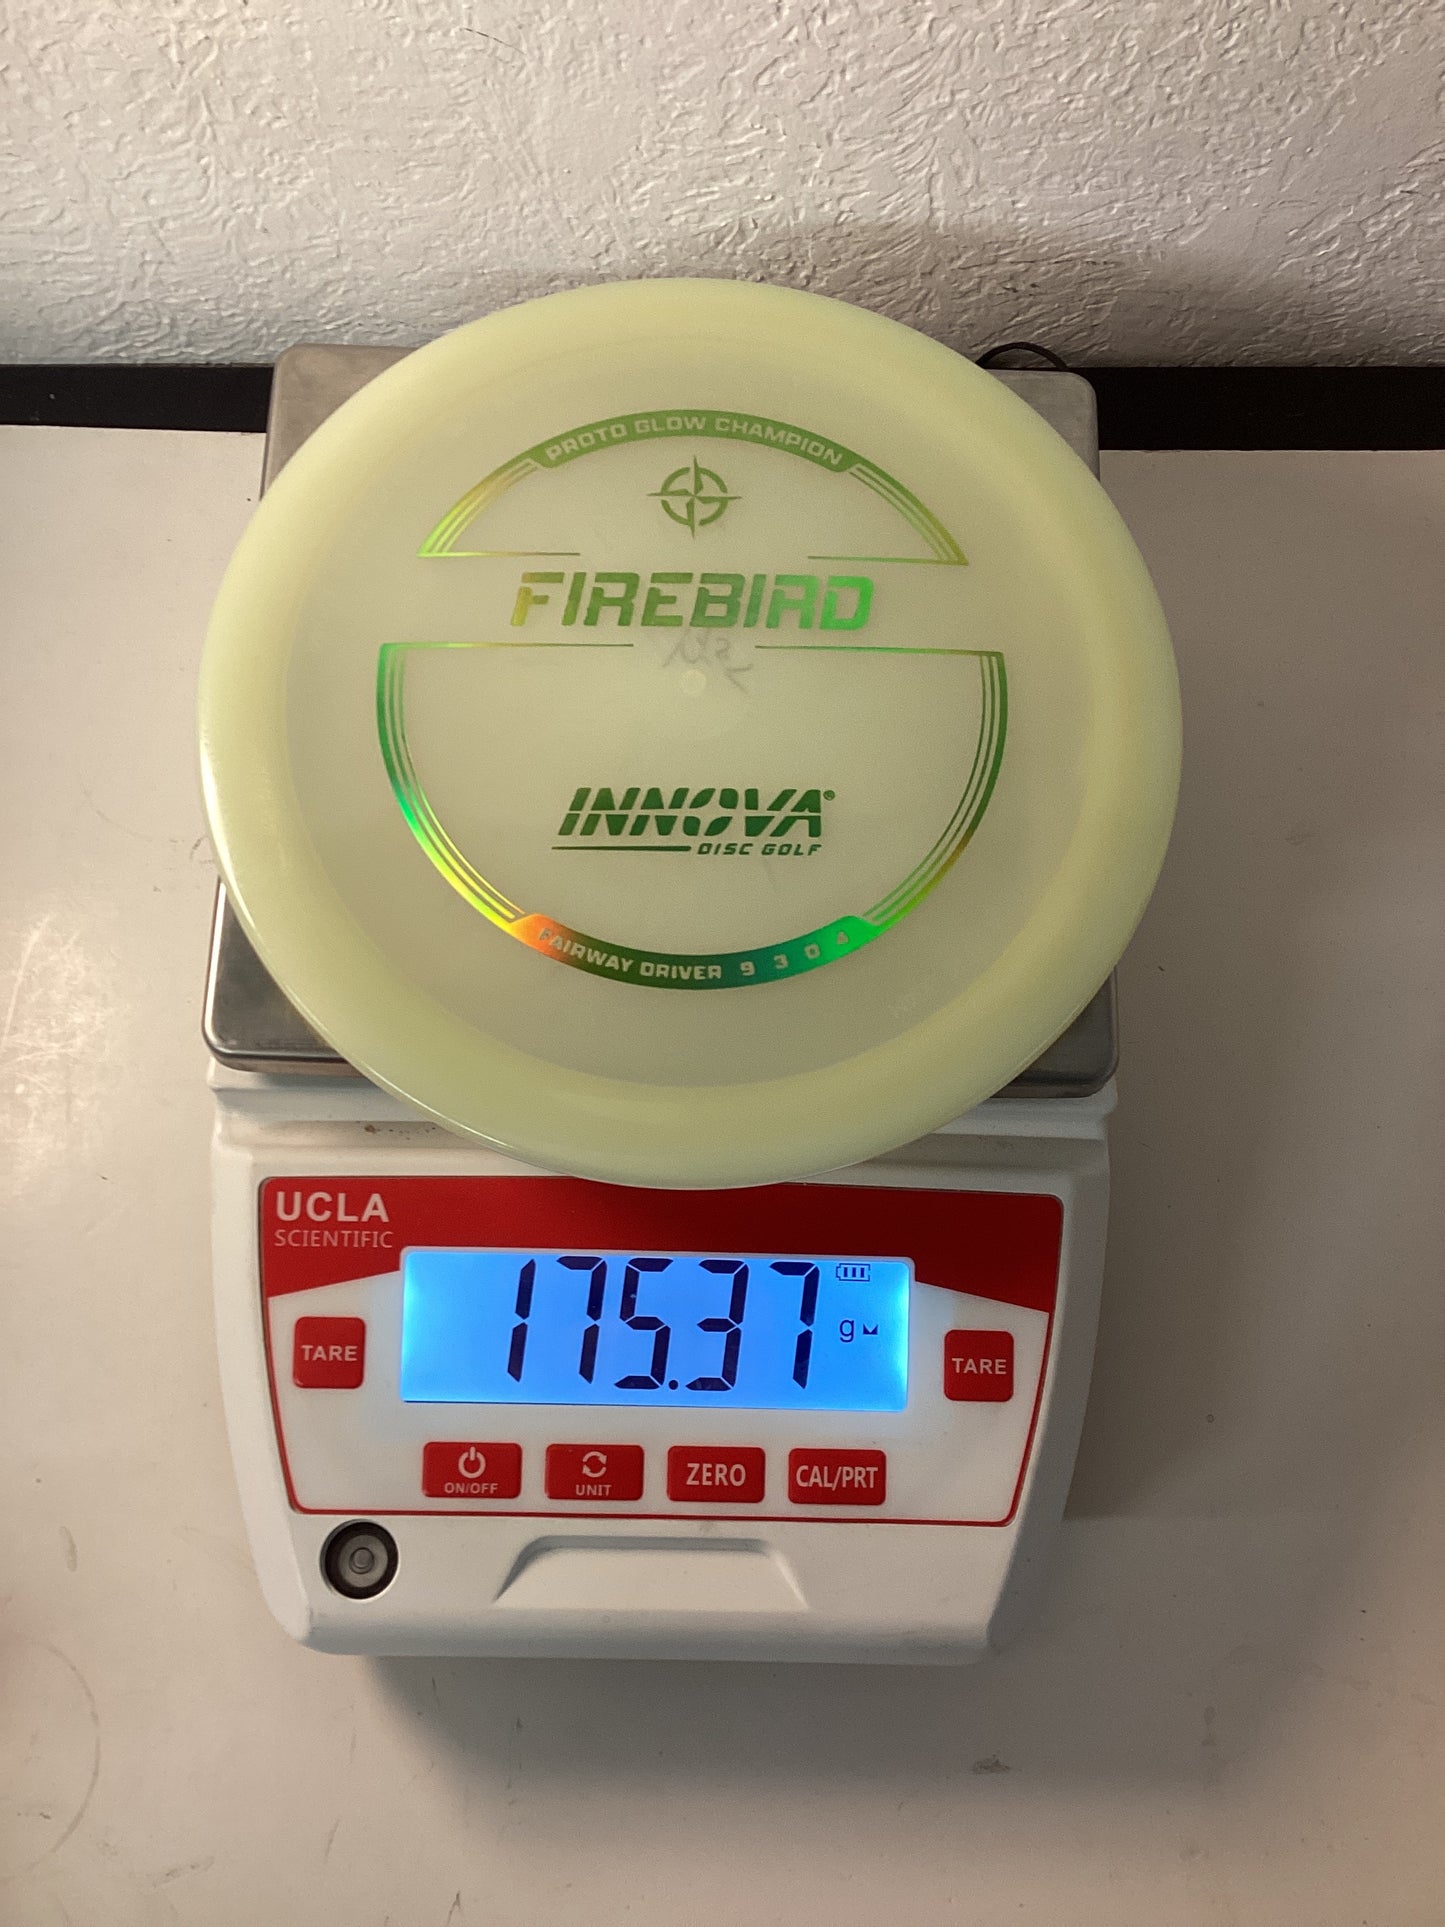 PROTO GLOW CHAMPION
FIREBIRD
INNOVA®
DISC GOLF
FAIRWAY DRIVER 9 3 0 4
UCLA
SCIENTIFIC
175.37
g
TARE
TARE
ON/OFF
UNIT
ZERO
CAL/PRT